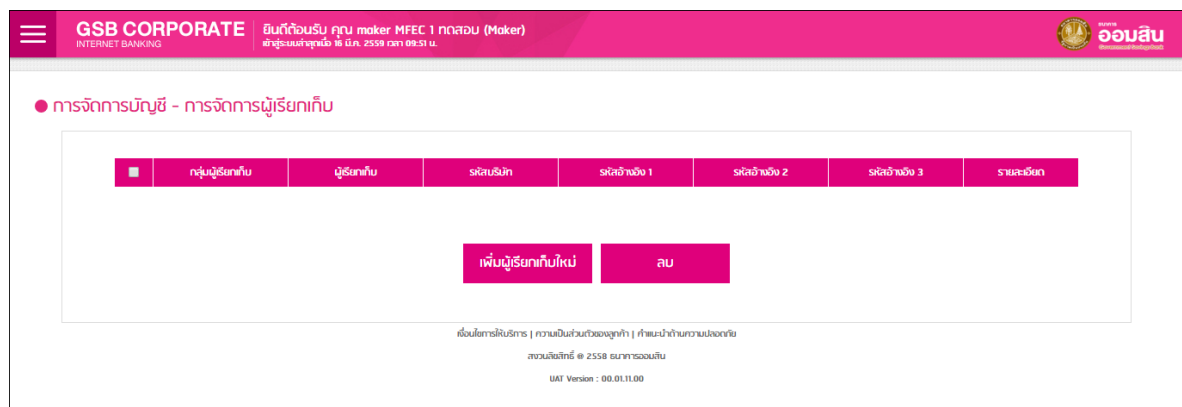 GSB CORPORATE
INTERNET BANKING
ยินดีต้อนรับ คุณ maker MFEC 1 ทดสอบ (Maker)
เข้าสู่ระบบล่าสุดเมื่อ 16 มี.ค. 2559 เวลา 09:51 น.
ธนาคาร
ออมสิน
Government Savings Bank
การจัดการบัญชี - การจัดการผู้เรียกเก็บ
กลุ่มผู้เรียกเก็บ ผู้เรียกเก็บ รหัสบริษัท รหัสอ้างอิง 1 รหัสอ้างอิง 2 รหัสอ้างอิง 3 รายละเอียด
เพิ่มผู้เรียกเก็บใหม่ ลบ
เงื่อนไขการให้บริการ | ความเป็นส่วนตัวของลูกค้า | คำแนะนำด้านความปลอดภัย
สงวนลิขสิทธิ์ @ 2558 ธนาคารออมสิน
UAT Version : 00.01.11.00